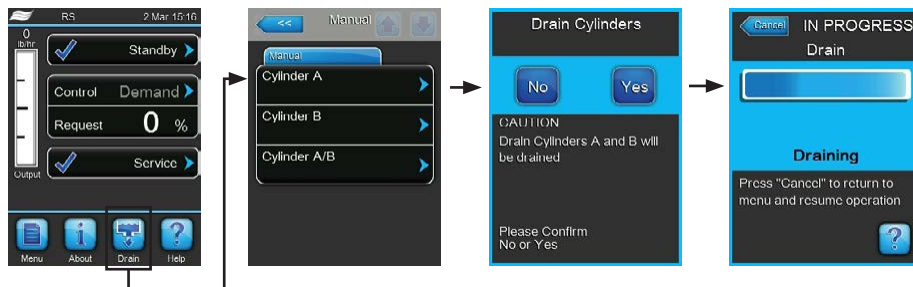 RS 2 Mar 15:16
0
lb/hr
Standby
Control Demand
Request 0 %
Service
Output
Menu About Drain Help
<< Manual
Manual
Cylinder A
Cylinder B
Cylinder A/B
Drain Cylinders
No Yes
CAUTION
Drain Cylinders A and B will
be drained
Please Confirm
No or Yes
Cancel IN PROGRESS
Drain
Draining
Press "Cancel" to return to
menu and resume operation
?